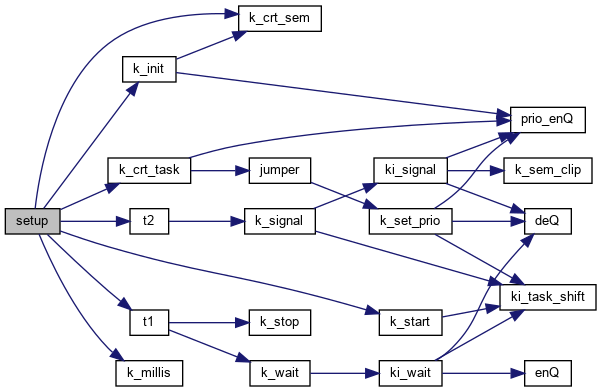 k_crt_sem
k_init
prio_enQ
k_crt_task
jumper
ki_signal
k_sem_clip
setup
t2
k_signal
k_set_prio
deQ
ki_task_shift
t1
k_stop
k_start
k_millis
k_wait
ki_wait
enQ